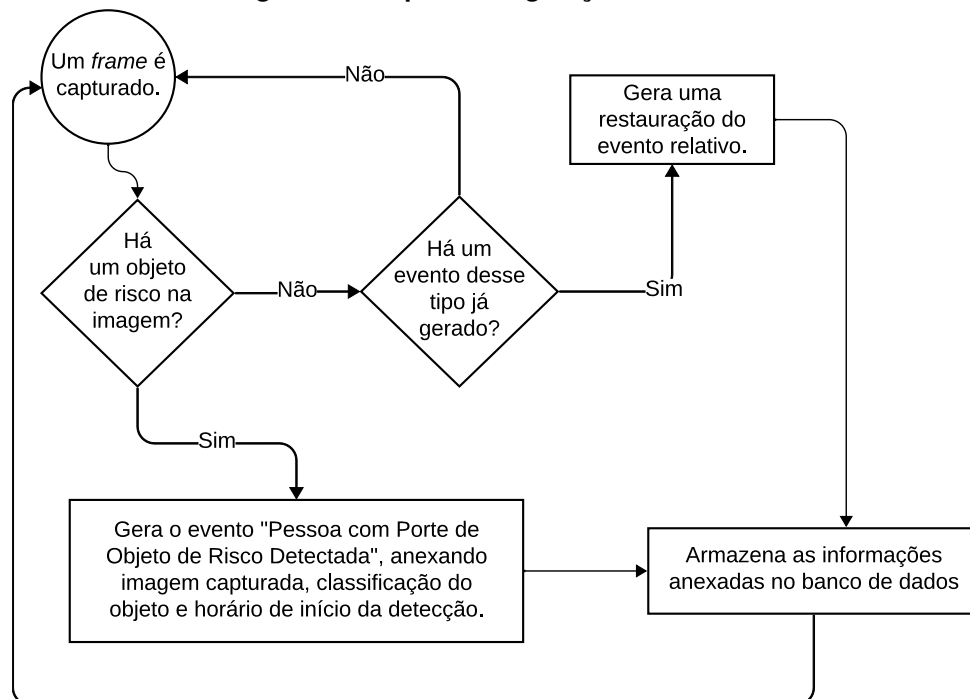 Um frame é
capturado.
Não
Gera uma
restauração do
evento relativo.
Há
um objeto
de risco na
imagem?
Não
Há um
evento desse
tipo já
gerado?
Sim
Sim
Gera o evento "Pessoa com Porte de
Objeto de Risco Detectada", anexando
imagem capturada, classificação do
objeto e horário de início da detecção.
Armazena as informações
anexadas no banco de dados